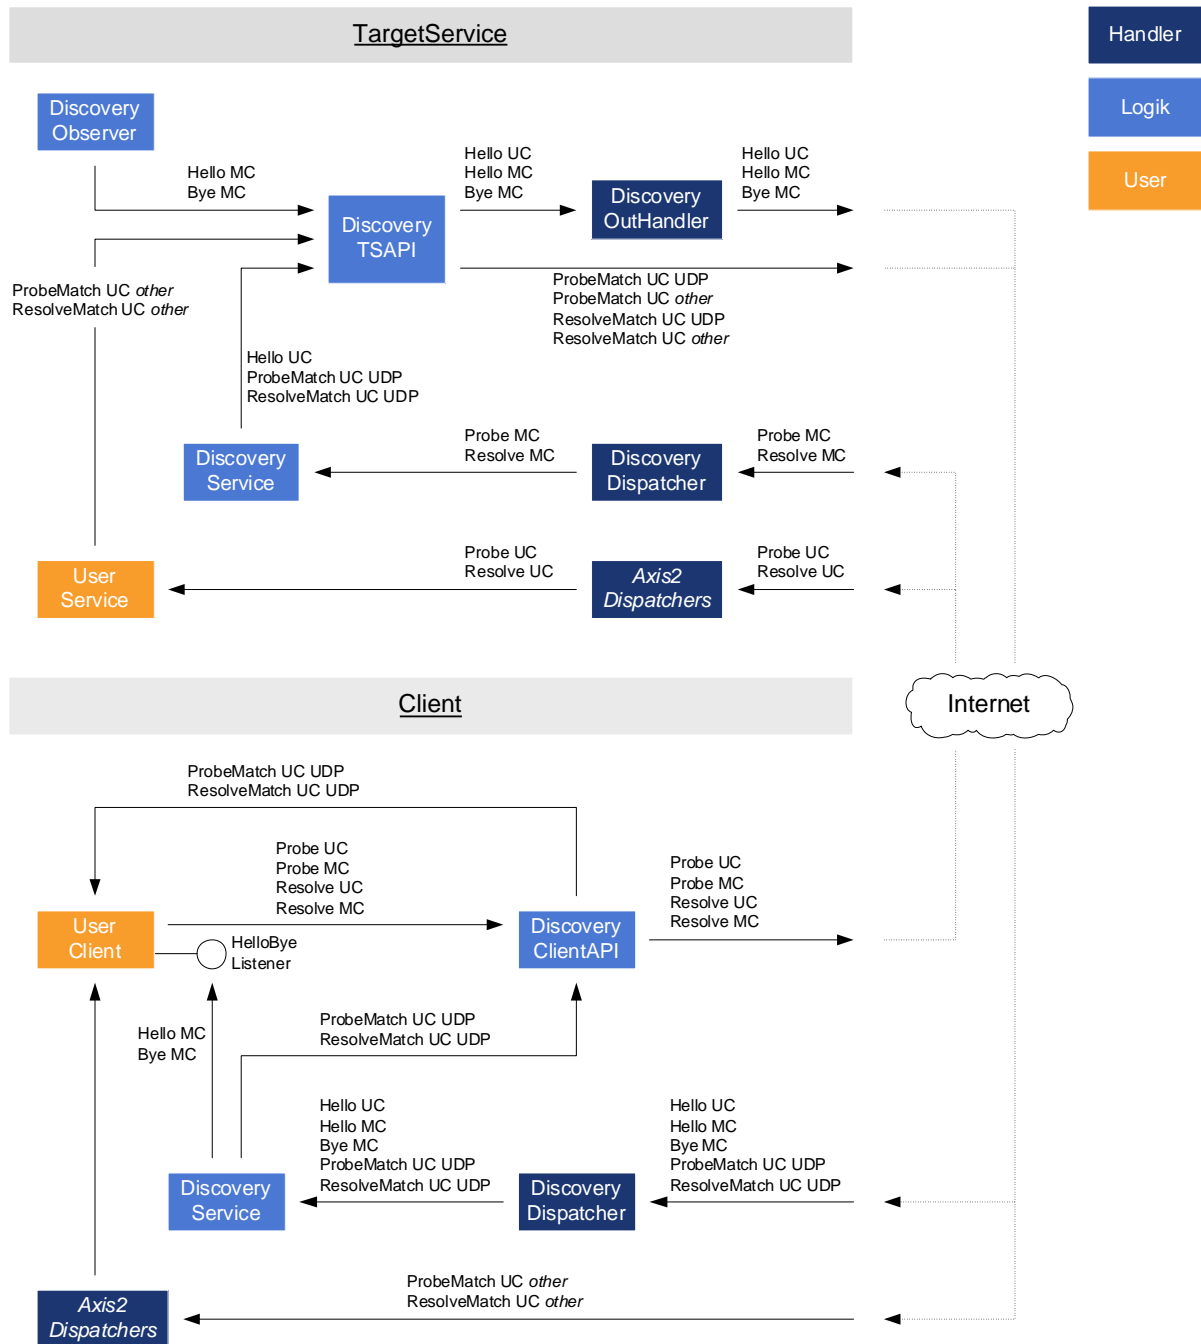 TargetService
Handler
Logik
User
Discovery
Observer
Hello MC
Bye MC
Discovery
TSAPI
Hello UC
Hello MC
Bye MC
Discovery
OutHandler
Hello UC
Hello MC
Bye MC
ProbeMatch UC other
ResolveMatch UC other
ProbeMatch UC UDP
ProbeMatch UC other
ResolveMatch UC UDP
ResolveMatch UC other
Hello UC
ProbeMatch UC UDP
ResolveMatch UC UDP
Discovery
Service
Probe MC
Resolve MC
Discovery
Dispatcher
Probe MC
Resolve MC
User
Service
Probe UC
Resolve UC
Axis2
Dispatchers
Probe UC
Resolve UC
Client
Internet
ProbeMatch UC UDP
ResolveMatch UC UDP
User
Client
Probe UC
Probe MC
Resolve UC
Resolve MC
HelloBye
Listener
Discovery
ClientAPI
Probe UC
Probe MC
Resolve UC
Resolve MC
Hello MC
Bye MC
ProbeMatch UC UDP
ResolveMatch UC UDP
Discovery
Service
Hello UC
Hello MC
Bye MC
ProbeMatch UC UDP
ResolveMatch UC UDP
Discovery
Dispatcher
Hello UC
Hello MC
Bye MC
ProbeMatch UC UDP
ResolveMatch UC UDP
Axis2
Dispatchers
ProbeMatch UC other
ResolveMatch UC other